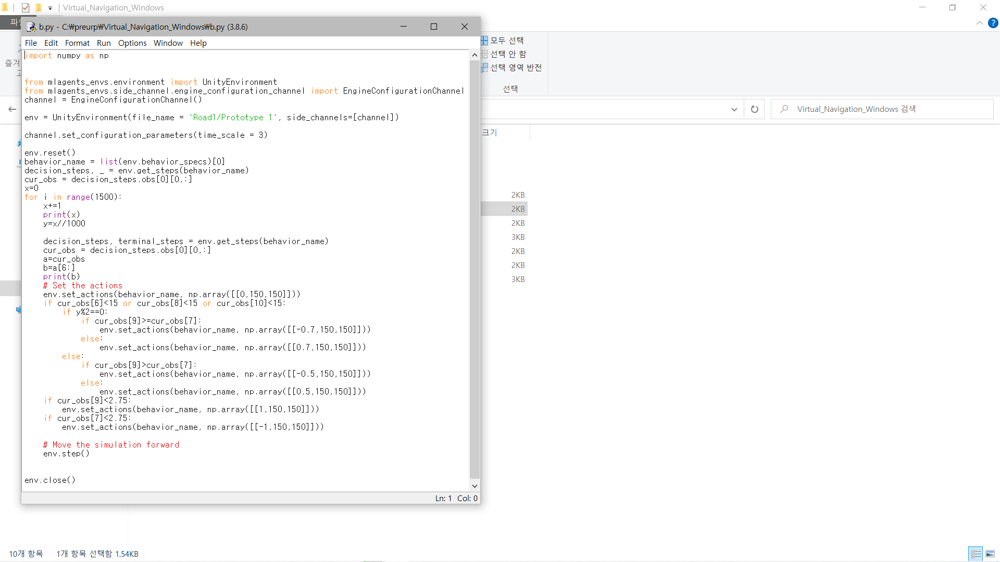 Virtual_Navigation_Windows
b.py - C:₩preurp₩Virtual_Navigation_Windows₩b.py (3.8.6)
File Edit Format Run Options Window Help
import numpy as np
from mlagents_envs.environment import UnityEnvironment
from mlagents_envs.side_channel.engine_configuration_channel import EngineConfigurationChannel
channel = EngineConfigurationChannel()
env = UnityEnvironment(file_name = 'Road1/Prototype 1', side_channels=[channel])
channel.set_configuration_parameters(time_scale = 3)
env.reset()
behavior_name = list(env.behavior_specs)[0]
decision_steps, _ = env.get_steps(behavior_name)
cur_obs = decision_steps.obs[0][0,:]
x=0
for i in range(1500):
    x+=1
    print(x)
    y=x//1000
    decision_steps, terminal_steps = env.get_steps(behavior_name)
    cur_obs = decision_steps.obs[0][0,:]
    a=cur_obs
    b=a[6:]
    print(b)
    # Set the actions
    env.set_actions(behavior_name, np.array([[0,150,150]]))
    if cur_obs[6]<15 or cur_obs[8]<15 or cur_obs[10]<15:
        if y%2==0:
            if cur_obs[9]>=cur_obs[7]:
                env.set_actions(behavior_name, np.array([[-0.7,150,150]]))
            else:
                env.set_actions(behavior_name, np.array([[0.7,150,150]]))
        else:
            if cur_obs[9]>cur_obs[7]:
                env.set_actions(behavior_name, np.array([[-0.5,150,150]]))
            else:
                env.set_actions(behavior_name, np.array([[0.5,150,150]]))
    if cur_obs[9]<2.75:
        env.set_actions(behavior_name, np.array([[1,150,150]]))
    if cur_obs[7]<2.75:
        env.set_actions(behavior_name, np.array([[-1,150,150]]))
    # Move the simulation forward
    env.step()
env.close()
Ln: 1 Col: 0
모두 선택
선택 안 함
선택 영역 반전
선택
Virtual_Navigation_Windows 검색
크기
2KB
2KB
2KB
3KB
2KB
2KB
3KB
10개 항목 1개 항목 선택함 1.54KB